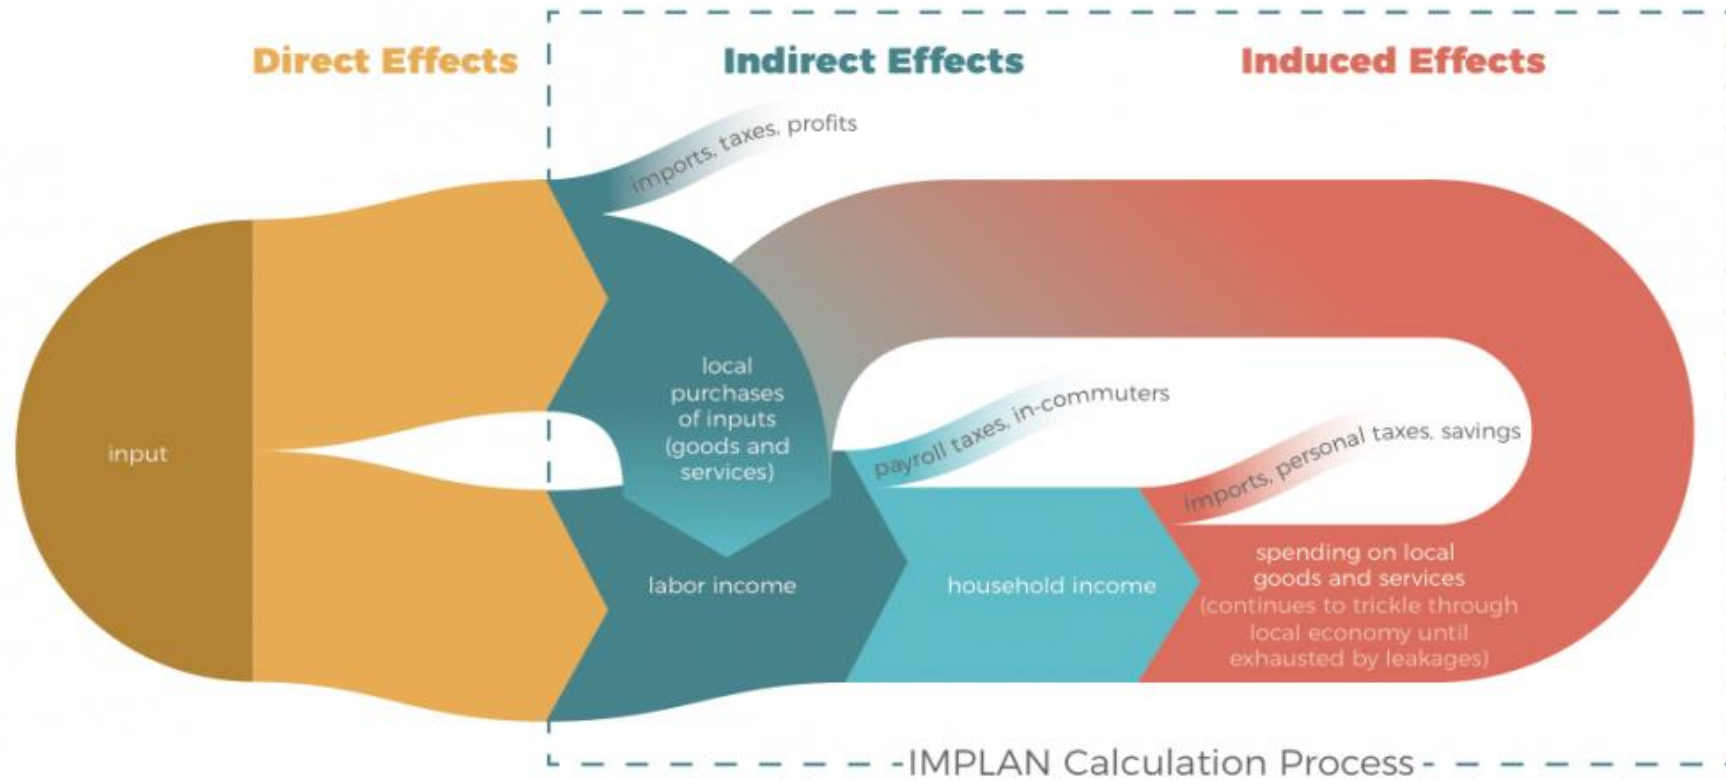 Direct Effects
Indirect Effects
Induced Effects
imports, taxes, profits
input
local
purchases
of inputs
(goods and
services)
payroll taxes, in-commuters
imports, personal taxes, savings
labor income
household income
spending on local
goods and services
(continues to trickle through
local economy until
exhausted by leakages)
IMPLAN Calculation Process